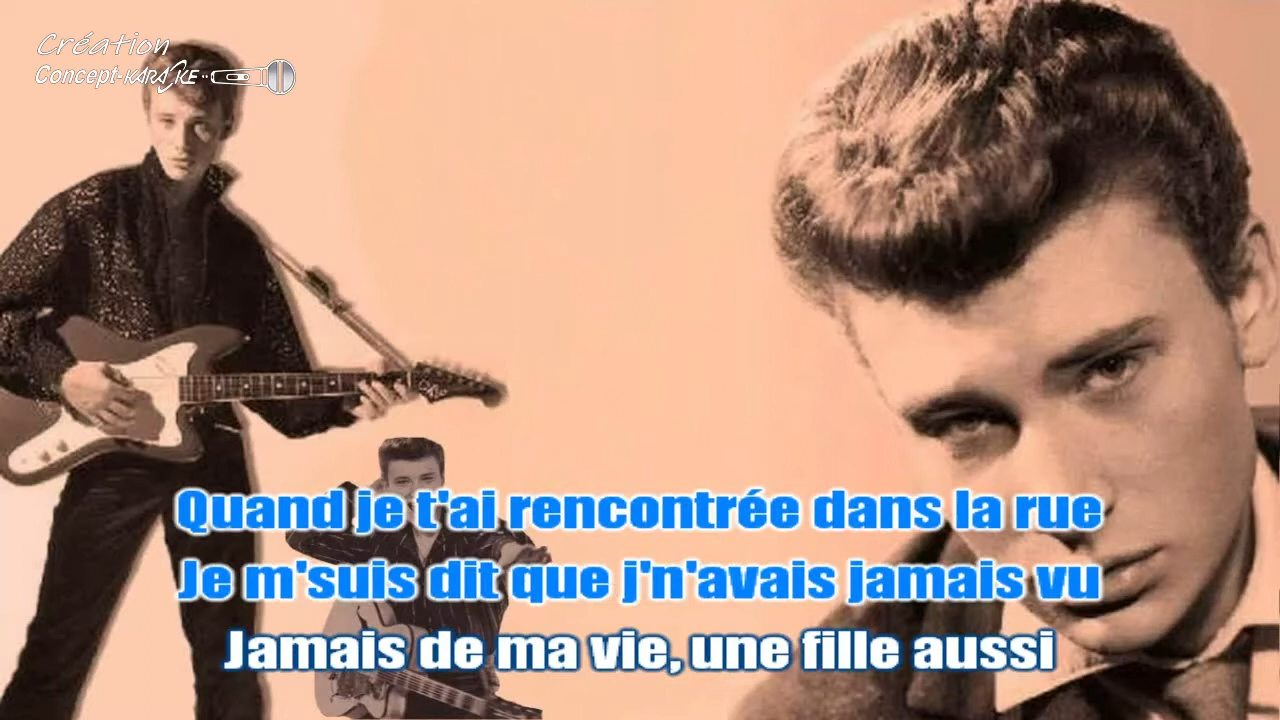 Création
Concept-KARAOKE
Quand je t'ai rencontrée dans la rue
Je m'suis dit que j'n'avais jamais vu
Jamais de ma vie, une fille aussi